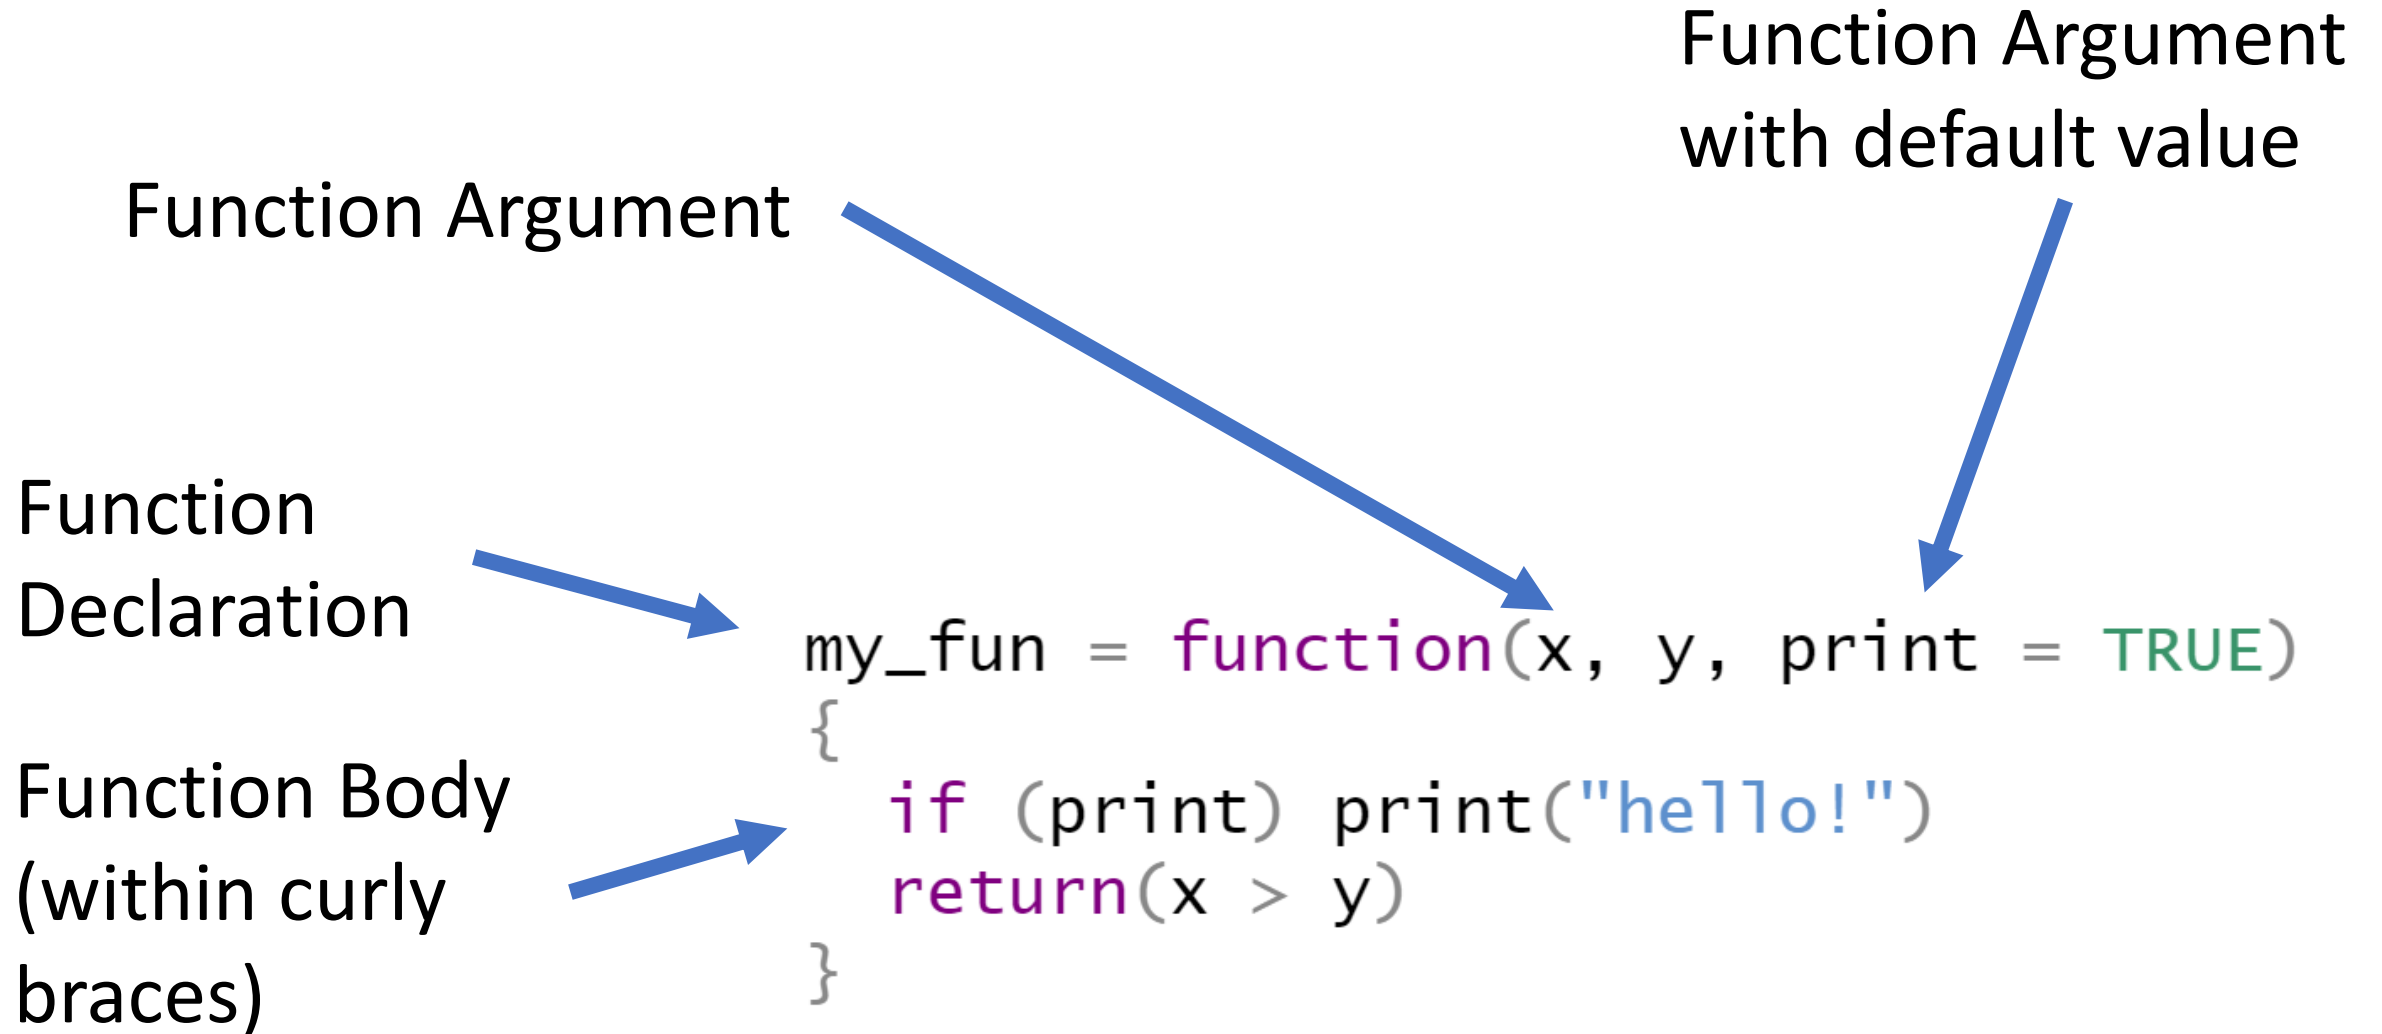 Function Argument
with default value
Function Argument
Function
Declaration
my_fun = function(x, y, print = TRUE)
{
if (print) print("hello!")
return(x > y)
}
Function Body
(within curly
braces)